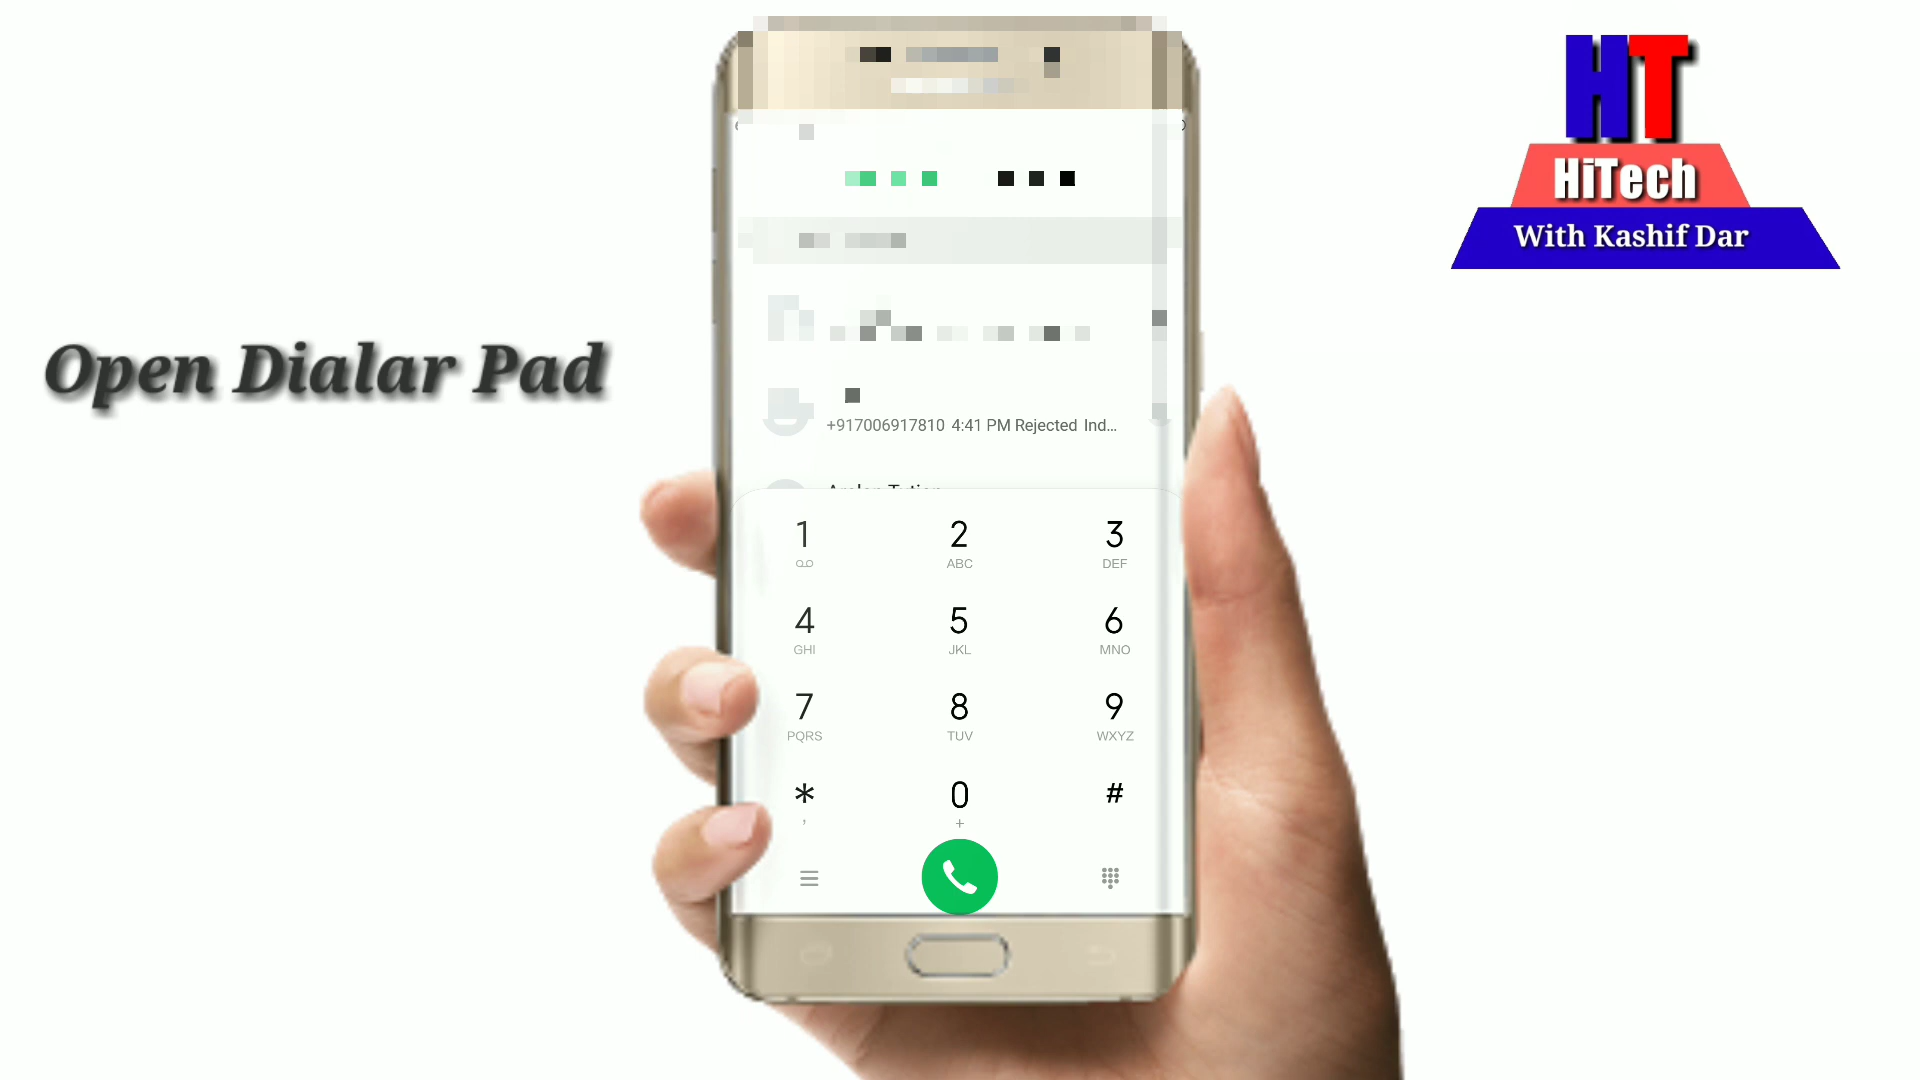 HT
HiTech
With Kashif Dar
Open Dialar Pad
+917006917810 4:41 PM Rejected Ind...
1
2
ABC
3
DEF
4
GHI
5
JKL
6
MNO
7
PQRS
8
TUV
9
WXYZ
*
,
0
+
#